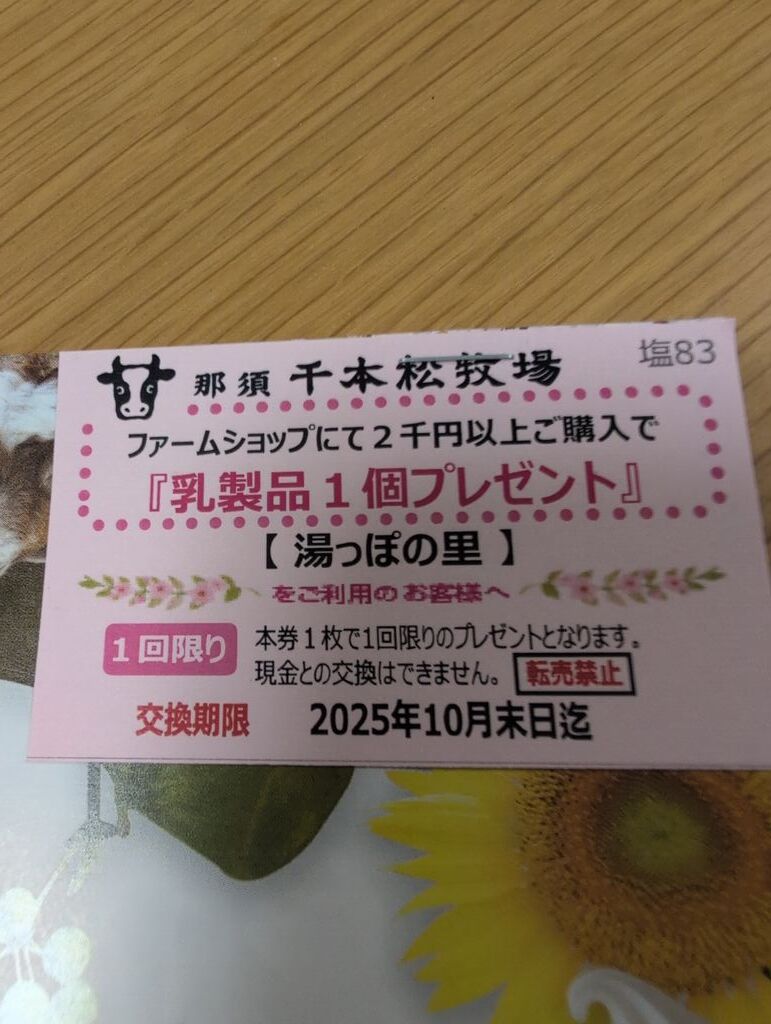 塩83
那須 千本松牧場
ファームショップにて２千円以上ご購入で
『乳製品１個プレゼント』
【 湯っぽの里 】
をご利用のお客様へ
１回限り
本券１枚で1回限りのプレゼントとなります。
現金との交換はできません。 転売禁止
交換期限 2025年10月末日迄